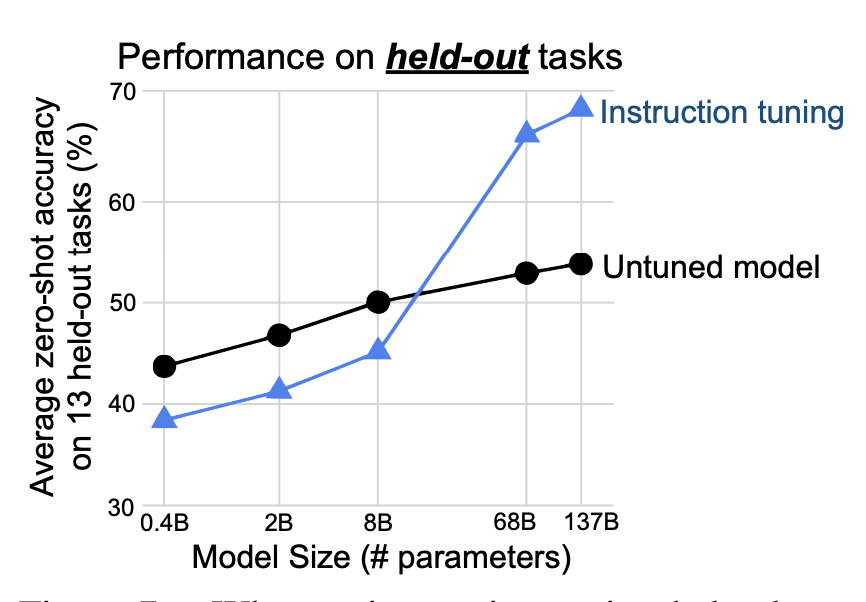 Performance on held-out tasks
Average zero-shot accuracy
on 13 held-out tasks (%)
70
60
50
40
30
Instruction tuning
Untuned model
0.4B 2B 8B 68B 137B
Model Size (# parameters)